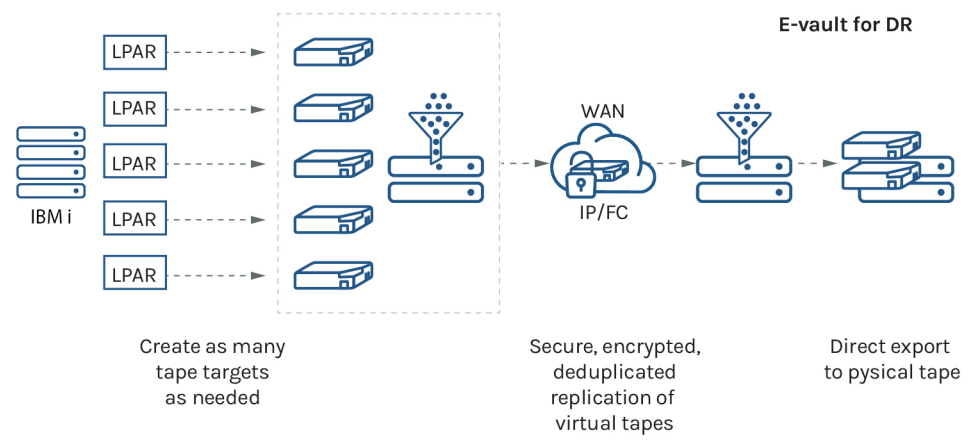 E-vault for DR
LPAR
LPAR
LPAR
LPAR
LPAR
IBM i
WAN
IP/FC
Create as many
tape targets
as needed
Secure, encrypted,
deduplicated
replication of
virtual tapes
Direct export
to pysical tape